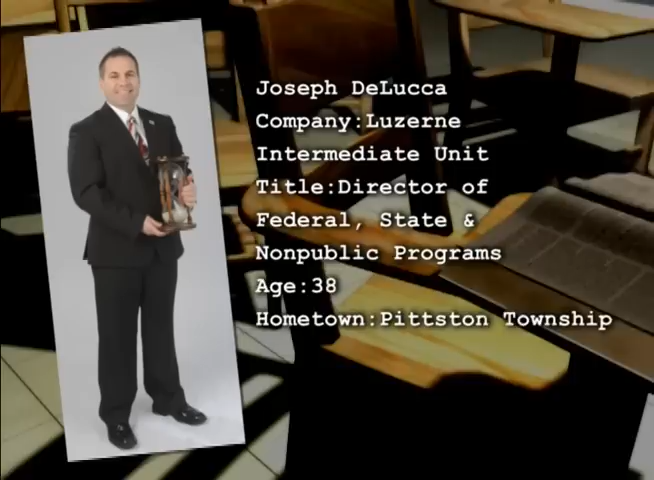 Joseph DeLucca
Company:Luzerne
Intermediate Unit
Title:Director of
Federal, State &
Nonpublic Programs
Age:38
Hometown:Pittston Township